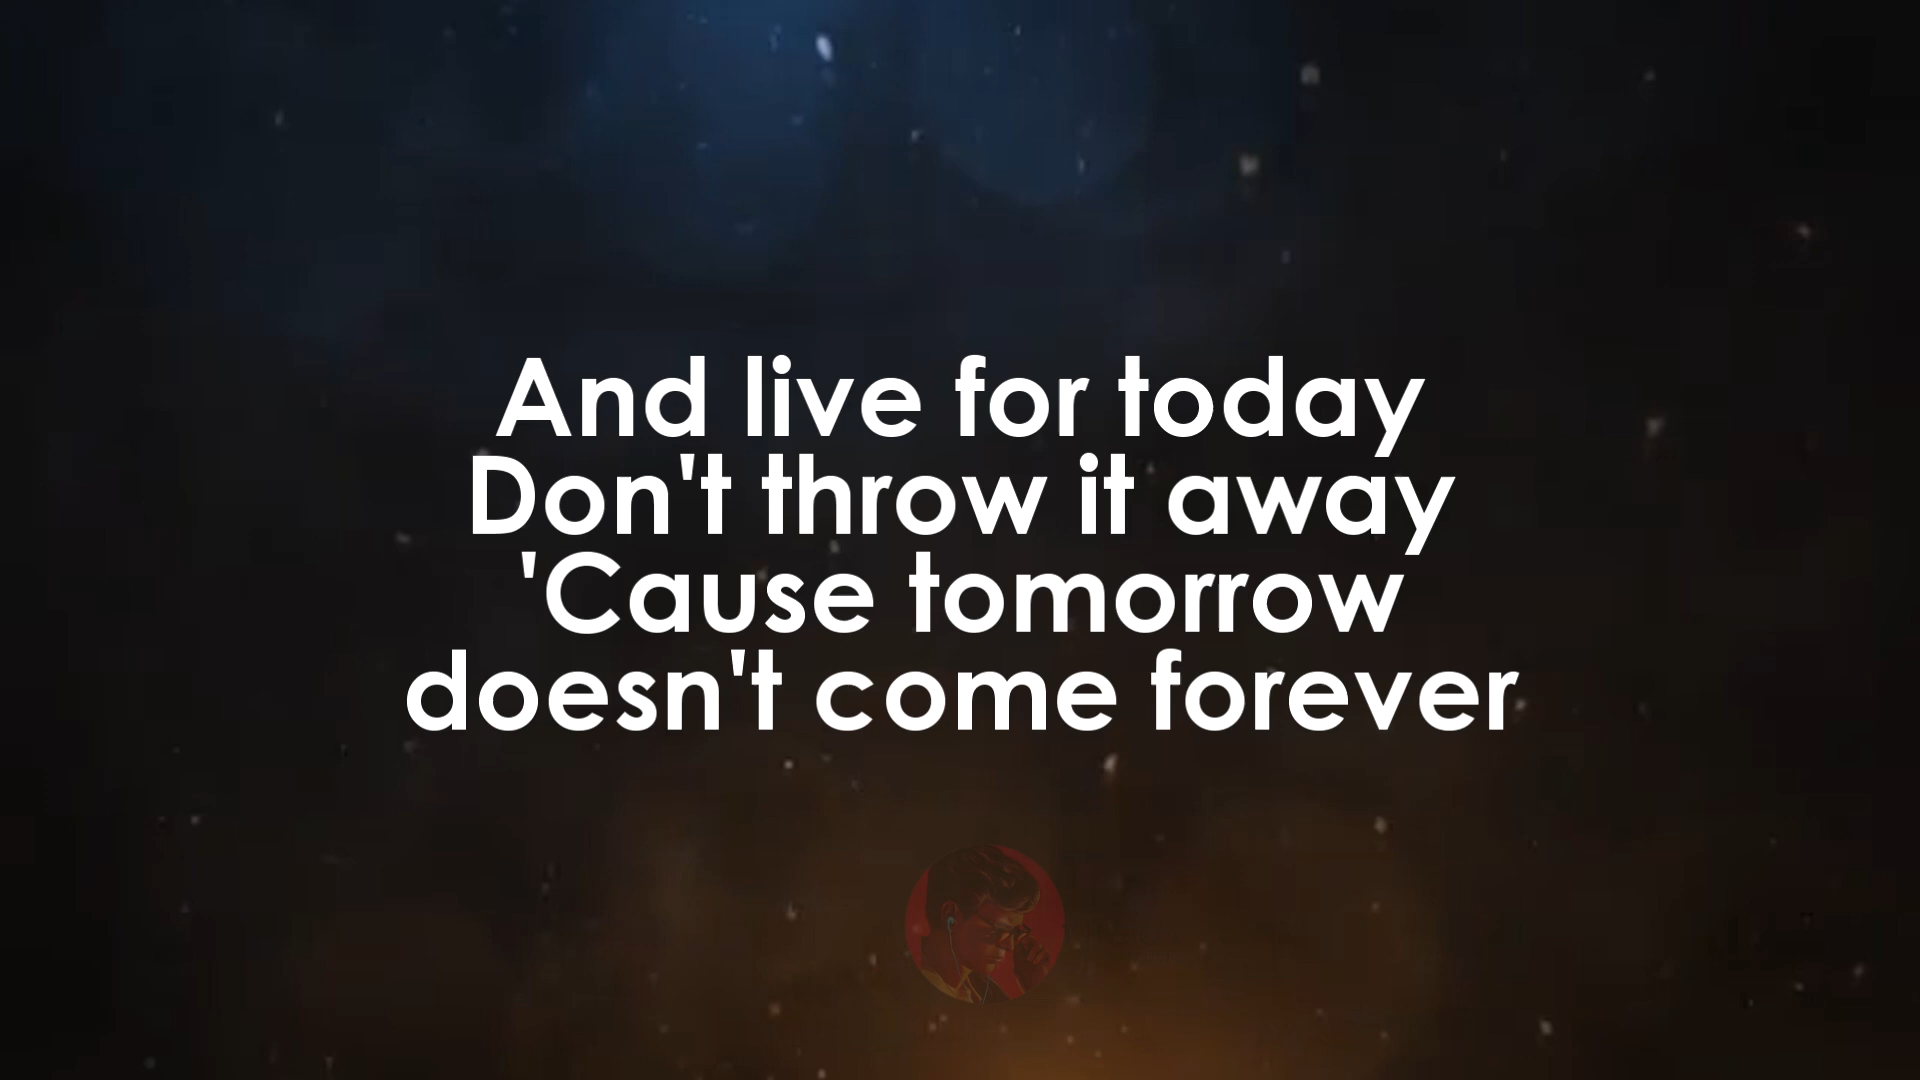 And live for today
Don't throw it away
'Cause tomorrow
doesn't come forever